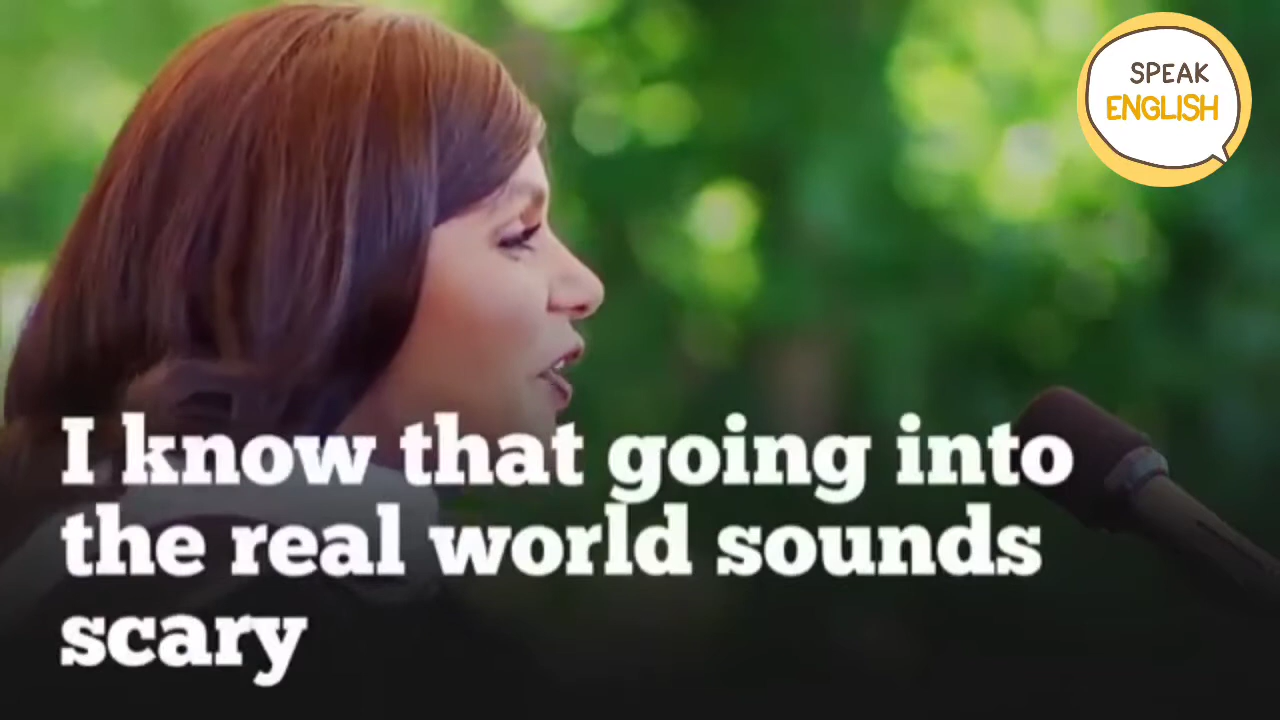 SPEAK
ENGLISH
I know that going into
the real world sounds
scary